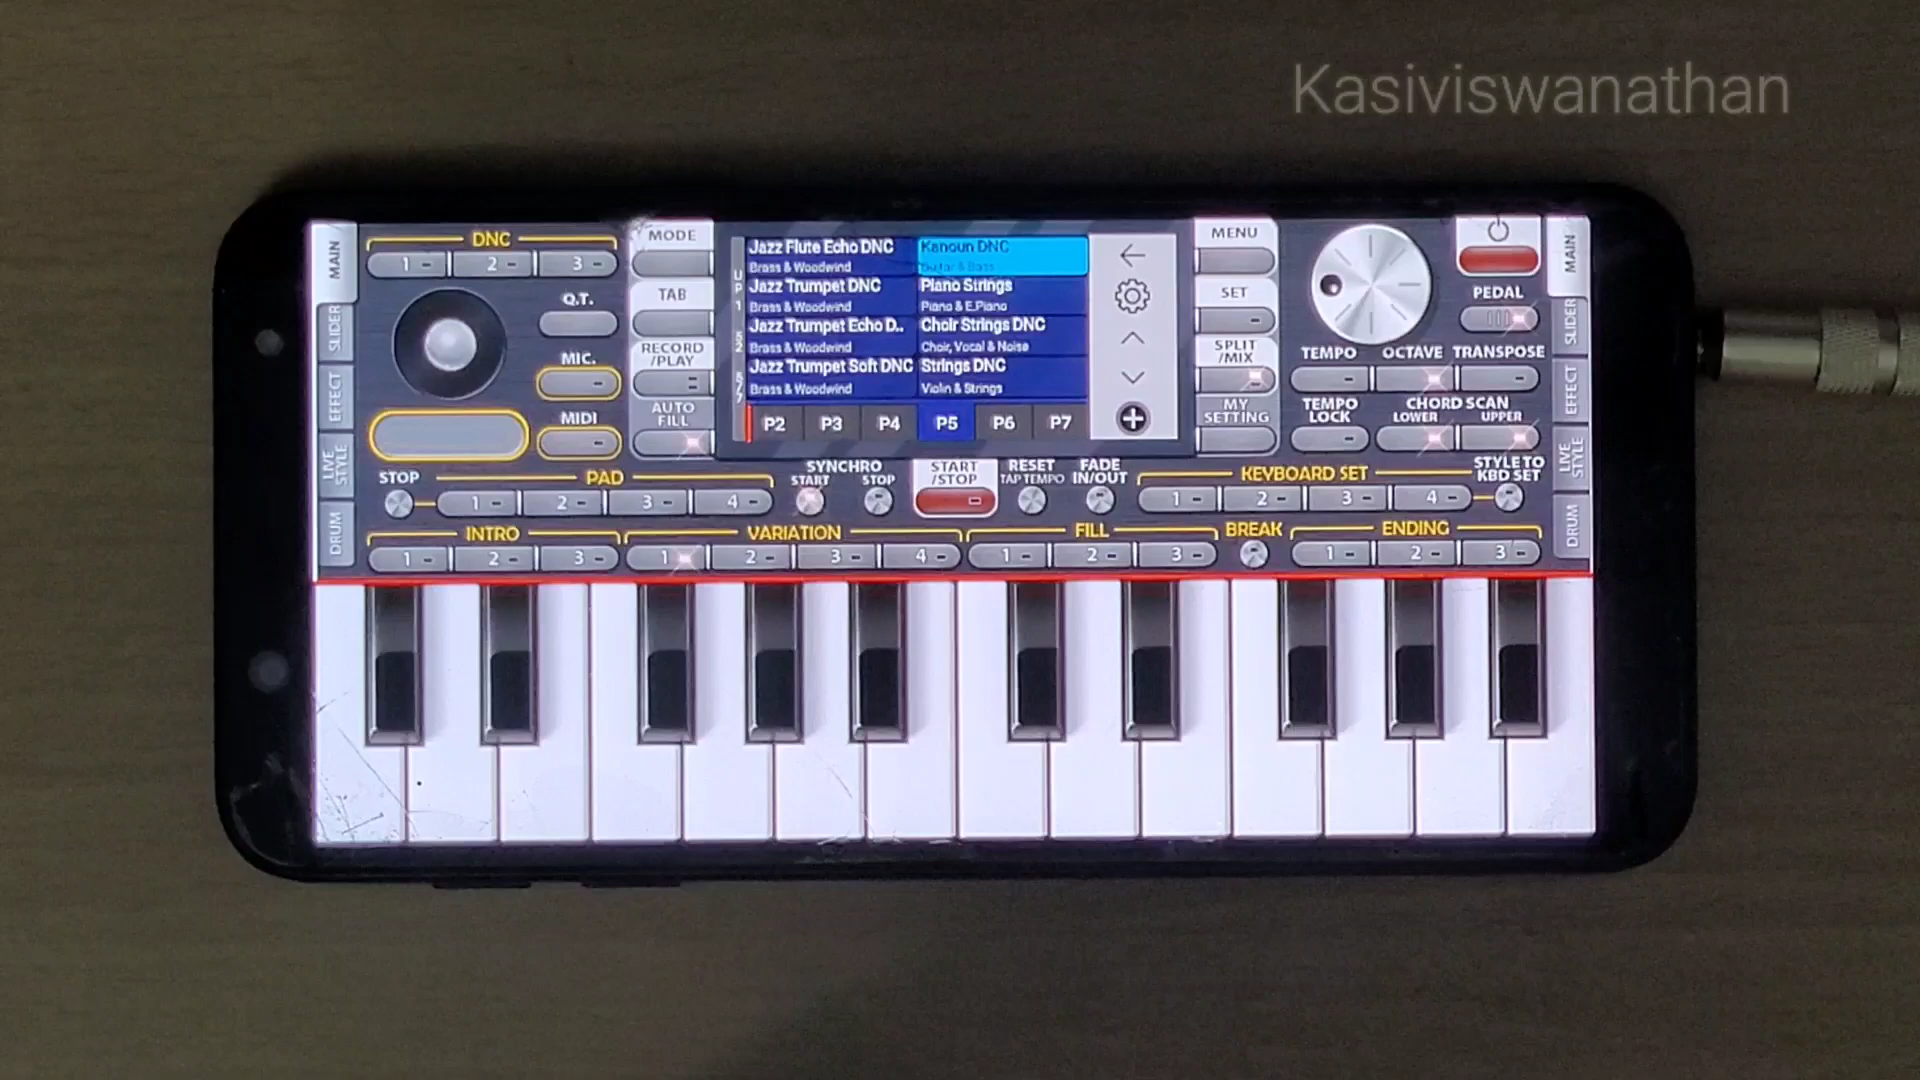 Kasiviswanathan
MAIN
SLIDER
EFFECT
LIVE STYLE
DRUM
DNC
1 2 3
Q.T.
MIC.
MIDI
MODE
TAB
RECORD
/PLAY
AUTO
FILL
Jazz Flute Echo DNC
Brass & Woodwind
Jazz Trumpet DNC
Brass & Woodwind
Jazz Trumpet Echo D..
Brass & Woodwind
Jazz Trumpet Soft DNC
Brass & Woodwind
Kanoun DNC
Guitar & Bass
Piano Strings
Piano & E.Piano
Choir Strings DNC
Choir, Vocal & Noise
Strings DNC
Violin & Strings
P2 P3 P4 P5 P6 P7
MENU
SET
SPLIT
/MIX
MY
SETTING
PEDAL
TEMPO OCTAVE TRANSPOSE
TEMPO
LOCK
CHORD SCAN
LOWER UPPER
MAIN
SLIDER
EFFECT
LIVE STYLE
DRUM
STOP
PAD
1 2 3 4
SYNCHRO
START STOP
START
/STOP
RESET
TAP TEMPO
FADE
IN/OUT
KEYBOARD SET
1 2 3 4
STYLE TO
KBD SET
INTRO
1 2 3
VARIATION
1 2 3 4
FILL
1 2 3
BREAK
ENDING
1 2 3